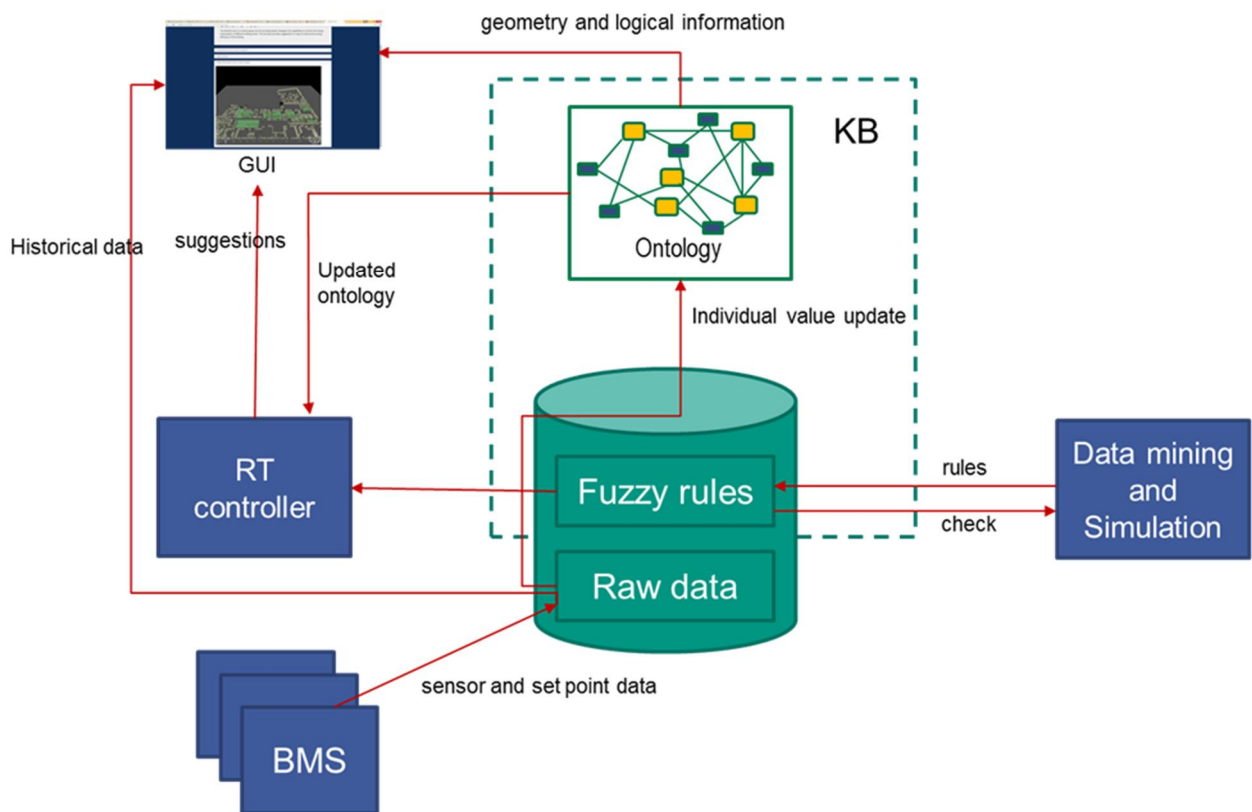 geometry and logical information
KB
GUI
Ontology
Historical data
suggestions
Updated
ontology
Individual value update
RT
controller
Fuzzy rules
rules
check
Data mining
and
Simulation
Raw data
sensor and set point data
BMS